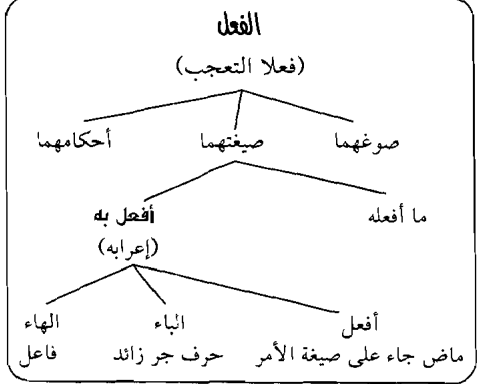 الفعل
(فعلا التعجب)
صوغهما صيغتهما أحكامهما
ما أفعله أفعل به
(إعرابه)
أفعل الباء الهاء
ماض جاء على صيغة الأمر حرف جر زائد فاعل